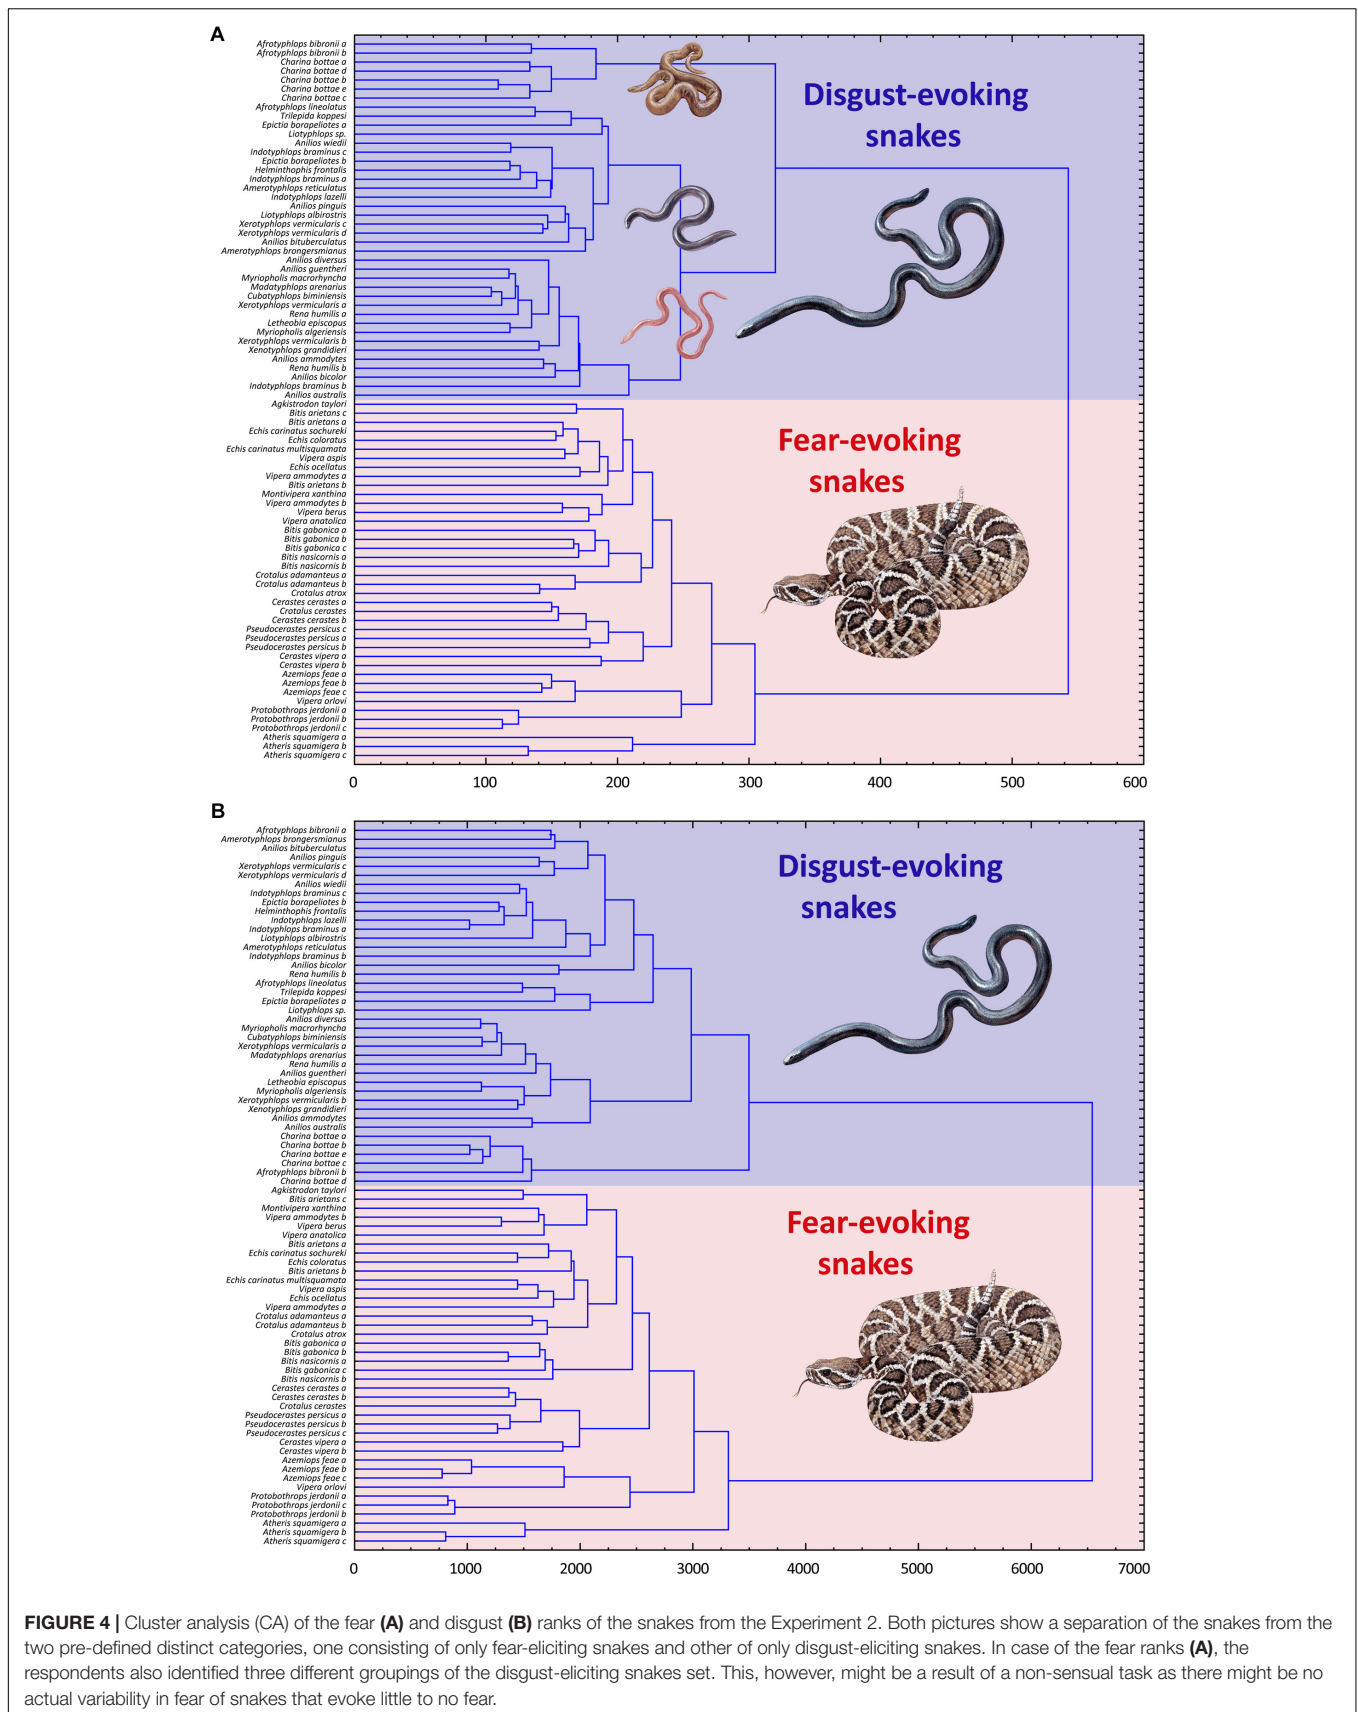 A
Afrotyphlops bibronii a
Afrotyphlops bibronii b
Charina bottae a
Charina bottae d
Charina bottae b
Charina bottae e
Charina bottae c
Afrotyphlops lineolatus
Trilepida koppesi
Epictia borapeliotes a
Liotyphlops sp.
Anilios wiedii
Indotyphlops braminus c
Epictia borapeliotes b
Helminthophis frontalis
Indotyphlops braminus a
Amerotyphlops reticulatus
Indotyphlops lazelli
Anilios pinguis
Liotyphlops albirostris
Xerotyphlops vermicularis c
Xerotyphlops vermicularis d
Anilios bituberculatus
Amerotyphlops brongersmianus
Anilios diversus
Anilios guentheri
Myriopholis macrorhyncha
Madatyphlops arenarius
Cubatyphlops biminiensis
Xerotyphlops vermicularis a
Rena humilis a
Letheobia episcopus
Myriopholis algeriensis
Xerotyphlops vermicularis b
Xenotyphlops grandidieri
Anilios ammodytes
Rena humilis b
Anilios bicolor
Indotyphlops braminus b
Anilios australis
Agkistrodon taylori
Bitis arietans c
Bitis arietans a
Echis carinatus sochureki
Echis coloratus
Echis carinatus multisquamata
Vipera aspis
Echis ocellatus
Vipera ammodytes a
Bitis arietans b
Montivipera xanthina
Vipera ammodytes b
Vipera berus
Vipera anatolica
Bitis gabonica a
Bitis gabonica b
Bitis gabonica c
Bitis nasicornis a
Bitis nasicornis b
Crotalus adamanteus a
Crotalus adamanteus b
Crotalus atrox
Cerastes cerastes a
Crotalus cerastes
Cerastes cerastes b
Pseudocerastes persicus c
Pseudocerastes persicus a
Pseudocerastes persicus b
Cerastes vipera a
Cerastes vipera b
Azemiops feae a
Azemiops feae b
Azemiops feae c
Vipera orlovi
Protobothrops jerdonii a
Protobothrops jerdonii b
Protobothrops jerdonii c
Atheris squamigera a
Atheris squamigera b
Atheris squamigera c
Disgust-evoking
snakes
Fear-evoking
snakes
0 100 200 300 400 500 600
B
Afrotyphlops bibronii a
Amerotyphlops brongersmianus
Anilios bituberculatus
Anilios pinguis
Xerotyphlops vermicularis c
Xerotyphlops vermicularis d
Anilios wiedii
Indotyphlops braminus c
Epictia borapeliotes b
Helminthophis frontalis
Indotyphlops lazelli
Indotyphlops braminus a
Liotyphlops albirostris
Amerotyphlops reticulatus
Indotyphlops braminus b
Anilios bicolor
Rena humilis b
Afrotyphlops lineolatus
Trilepida koppesi
Epictia borapeliotes a
Liotyphlops sp.
Anilios diversus
Myriopholis macrorhyncha
Cubatyphlops biminiensis
Xerotyphlops vermicularis a
Madatyphlops arenarius
Rena humilis a
Anilios guentheri
Letheobia episcopus
Myriopholis algeriensis
Xerotyphlops vermicularis b
Xenotyphlops grandidieri
Anilios ammodytes
Anilios australis
Charina bottae a
Charina bottae b
Charina bottae e
Charina bottae c
Afrotyphlops bibronii b
Charina bottae d
Agkistrodon taylori
Bitis arietans c
Montivipera xanthina
Vipera ammodytes b
Vipera berus
Vipera anatolica
Bitis arietans a
Echis carinatus sochureki
Echis coloratus
Bitis arietans b
Echis carinatus multisquamata
Vipera aspis
Echis ocellatus
Vipera ammodytes a
Crotalus adamanteus a
Crotalus adamanteus b
Crotalus atrox
Bitis gabonica a
Bitis gabonica b
Bitis nasicornis a
Bitis gabonica c
Bitis nasicornis b
Cerastes cerastes a
Cerastes cerastes b
Crotalus cerastes
Pseudocerastes persicus a
Pseudocerastes persicus b
Pseudocerastes persicus c
Cerastes vipera a
Cerastes vipera b
Azemiops feae a
Azemiops feae b
Azemiops feae c
Vipera orlovi
Protobothrops jerdonii a
Protobothrops jerdonii c
Protobothrops jerdonii b
Atheris squamigera a
Atheris squamigera b
Atheris squamigera c
Disgust-evoking
snakes
Fear-evoking
snakes
0 1000 2000 3000 4000 5000 6000 7000
FIGURE 4 | Cluster analysis (CA) of the fear (A) and disgust (B) ranks of the snakes from the Experiment 2. Both pictures show a separation of the snakes from the
two pre-defined distinct categories, one consisting of only fear-eliciting snakes and other of only disgust-eliciting snakes. In case of the fear ranks (A), the
respondents also identified three different groupings of the disgust-eliciting snakes set. This, however, might be a result of a non-sensual task as there might be no
actual variability in fear of snakes that evoke little to no fear.